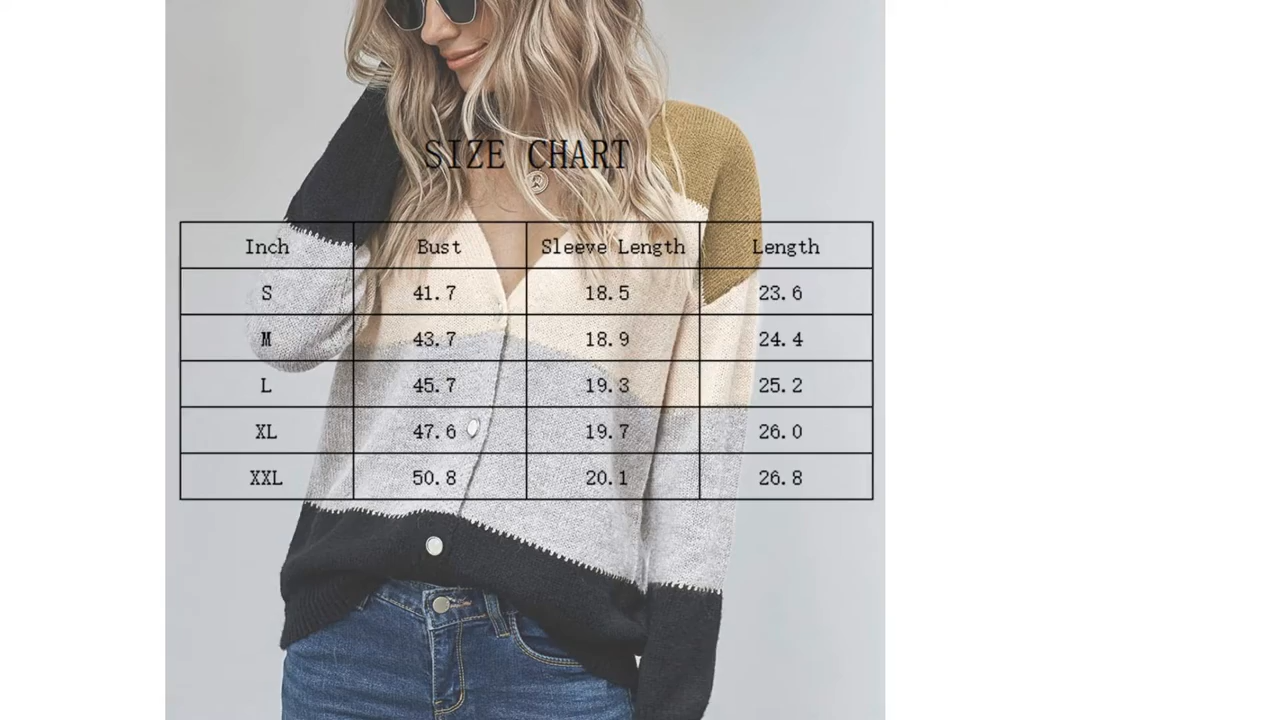 SIZE CHART
Inch Bust Sleeve Length Length
S 41.7 18.5 23.6
M 43.7 18.9 24.4
L 45.7 19.3 25.2
XL 47.6 19.7 26.0
XXL 50.8 20.1 26.8